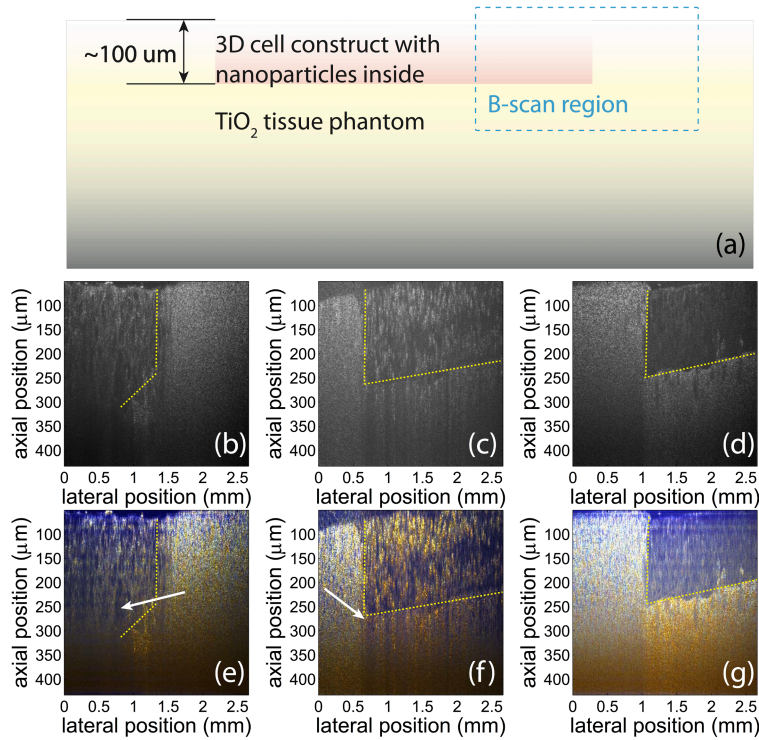 ~100 um
3D cell construct with
nanoparticles inside
B-scan region
TiO2 tissue phantom
(a)
axial position (μm)
100
150
200
250
300
350
400
(b)
0 0.5 1 1.5 2 2.5
lateral position (mm)
axial position (μm)
100
150
200
250
300
350
400
(c)
0 0.5 1 1.5 2 2.5
lateral position (mm)
axial position (μm)
100
150
200
250
300
350
400
(d)
0 0.5 1 1.5 2 2.5
lateral position (mm)
axial position (μm)
100
150
200
250
300
350
400
(e)
0 0.5 1 1.5 2 2.5
lateral position (mm)
axial position (μm)
100
150
200
250
300
350
400
(f)
0 0.5 1 1.5 2 2.5
lateral position (mm)
axial position (μm)
100
150
200
250
300
350
400
(g)
0 0.5 1 1.5 2 2.5
lateral position (mm)